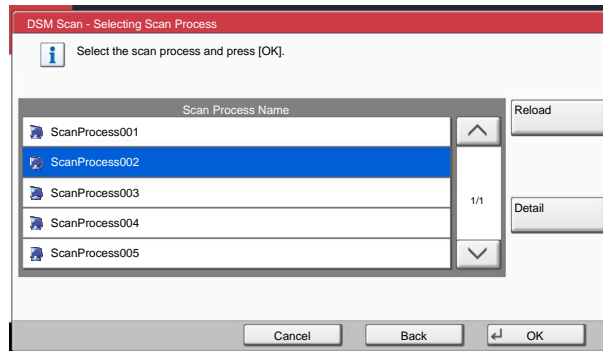 DSM Scan - Selecting Scan Process
Select the scan process and press [OK].
Scan Process Name
ScanProcess001
ScanProcess002
ScanProcess003
ScanProcess004
ScanProcess005
1/1
Reload
Detail
Cancel
Back
OK